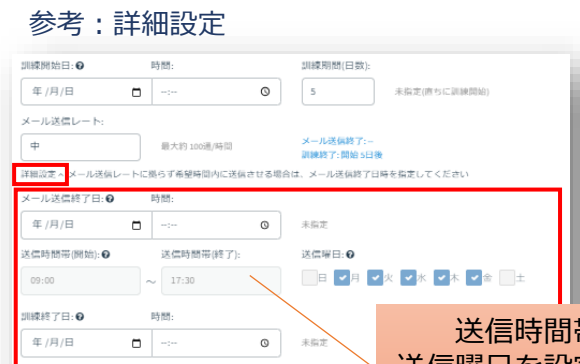 参考：詳細設定
訓練開始日: 時間: 訓練期間(日数):
年 /月/日 --:-- 5 未指定(直ちに訓練開始)
メール送信レート:
中 最大約 100通/時間 メール送信終了: --
訓練終了: 開始 5日後
詳細設定 メール送信レートに拠らず希望時間内に送信させる場合は、メール送信終了日時を指定してください
メール送信終了日: 時間:
年 /月/日 --:-- 未指定
送信時間帯(開始): 送信時間帯(終了): 送信曜日:
09:00 ～ 17:30 日 月 火 水 木 金 土
訓練終了日: 時間:
年 /月/日 --:-- 未指定
送信時間帯
送信曜日を設定